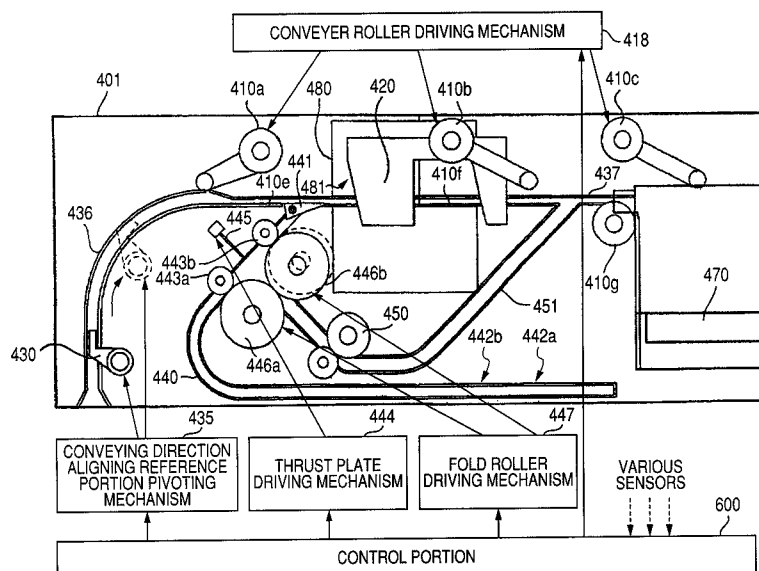 CONVEYER ROLLER DRIVING MECHANISM
418
401
410a
480
420
410b
410c
441
481
410e
410f
437
436
445
443b
443a
446b
410g
450
451
470
430
446a
442b
442a
440
435
444
447
CONVEYING DIRECTION
ALIGNING REFERENCE
PORTION PIVOTING
MECHANISM
THRUST PLATE
DRIVING MECHANISM
FOLD ROLLER
DRIVING MECHANISM
VARIOUS
SENSORS
600
CONTROL PORTION